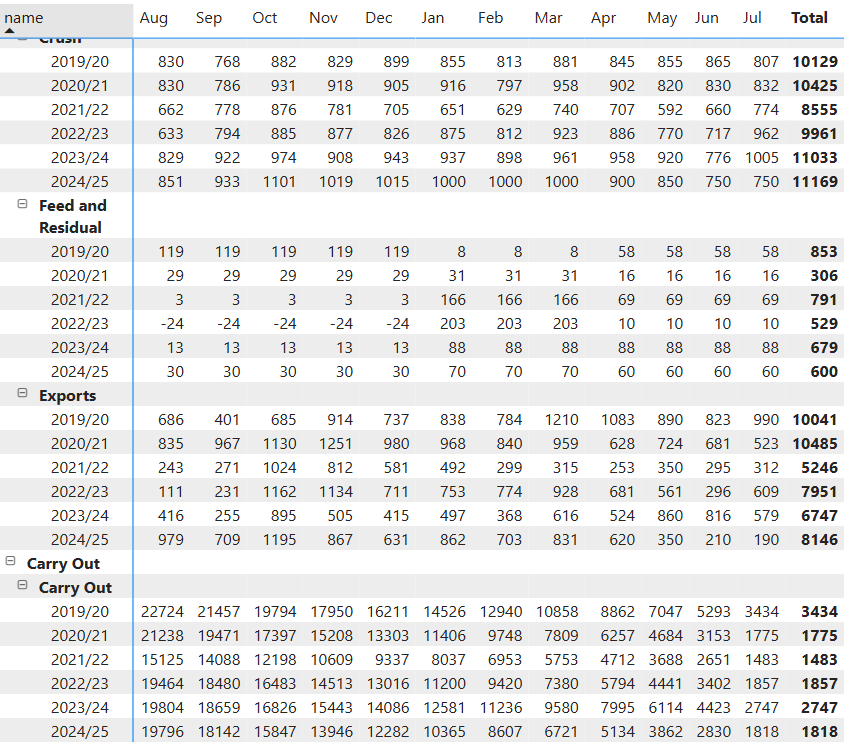 name Aug Sep Oct Nov Dec Jan Feb Mar Apr May Jun Jul Total
Crush
2019/20 830 768 882 829 899 855 813 881 845 855 865 807 10129
2020/21 830 786 931 918 905 916 797 958 902 820 830 832 10425
2021/22 662 778 876 781 705 651 629 740 707 592 660 774 8555
2022/23 633 794 885 877 826 875 812 923 886 770 717 962 9961
2023/24 829 922 974 908 943 937 898 961 958 920 776 1005 11033
2024/25 851 933 1101 1019 1015 1000 1000 1000 900 850 750 750 11169
Feed and
Residual
2019/20 119 119 119 119 119 8 8 8 58 58 58 58 853
2020/21 29 29 29 29 29 31 31 31 16 16 16 16 306
2021/22 3 3 3 3 3 166 166 166 69 69 69 69 791
2022/23 -24 -24 -24 -24 -24 203 203 203 10 10 10 10 529
2023/24 13 13 13 13 13 88 88 88 88 88 88 88 679
2024/25 30 30 30 30 30 70 70 70 60 60 60 60 600
Exports
2019/20 686 401 685 914 737 838 784 1210 1083 890 823 990 10041
2020/21 835 967 1130 1251 980 968 840 959 628 724 681 523 10485
2021/22 243 271 1024 812 581 492 299 315 253 350 295 312 5246
2022/23 111 231 1162 1134 711 753 774 928 681 561 296 609 7951
2023/24 416 255 895 505 415 497 368 616 524 860 816 579 6747
2024/25 979 709 1195 867 631 862 703 831 620 350 210 190 8146
Carry Out
Carry Out
2019/20 22724 21457 19794 17950 16211 14526 12940 10858 8862 7047 5293 3434 3434
2020/21 21238 19471 17397 15208 13303 11406 9748 7809 6257 4684 3153 1775 1775
2021/22 15125 14088 12198 10609 9337 8037 6953 5753 4712 3688 2651 1483 1483
2022/23 19464 18480 16483 14513 13016 11200 9420 7380 5794 4441 3402 1857 1857
2023/24 19804 18659 16826 15443 14086 12581 11236 9580 7995 6114 4423 2747 2747
2024/25 19796 18142 15847 13946 12282 10365 8607 6721 5134 3862 2830 1818 1818